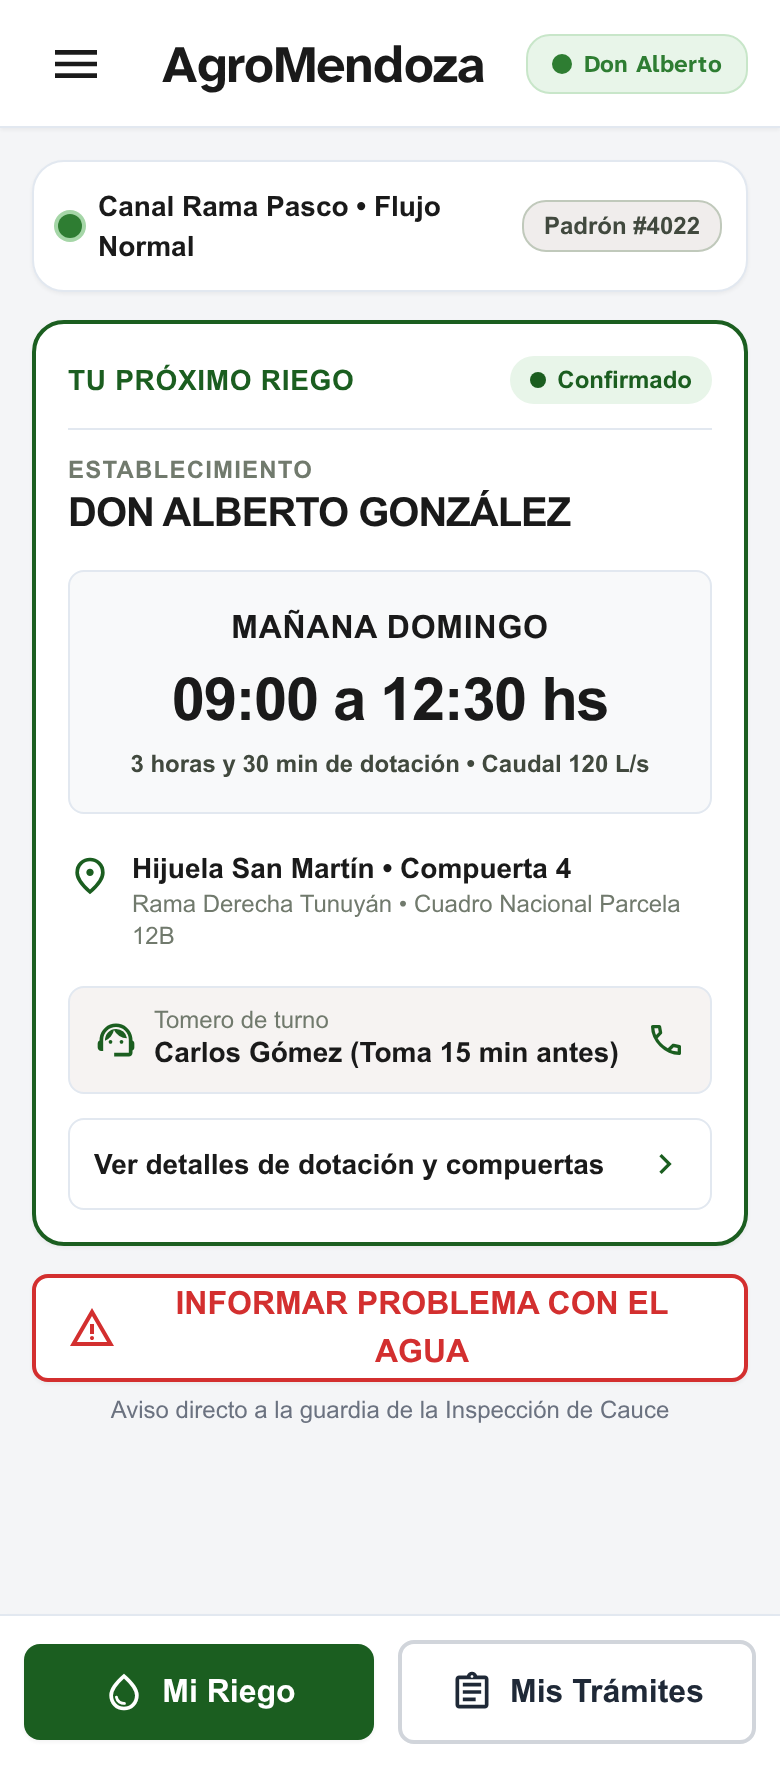 AgroMendoza
Don Alberto
Canal Rama Pasco • Flujo
Normal
Padrón #4022
TU PRÓXIMO RIEGO
Confirmado
ESTABLECIMIENTO
DON ALBERTO GONZÁLEZ
MAÑANA DOMINGO
09:00 a 12:30 hs
3 horas y 30 min de dotación • Caudal 120 L/s
Hijuela San Martín • Compuerta 4
Rama Derecha Tunuyán • Cuadro Nacional Parcela
12B
Tomero de turno
Carlos Gómez (Toma 15 min antes)
Ver detalles de dotación y compuertas
INFORMAR PROBLEMA CON EL
AGUA
Aviso directo a la guardia de la Inspección de Cauce
Mi Riego
Mis Trámites